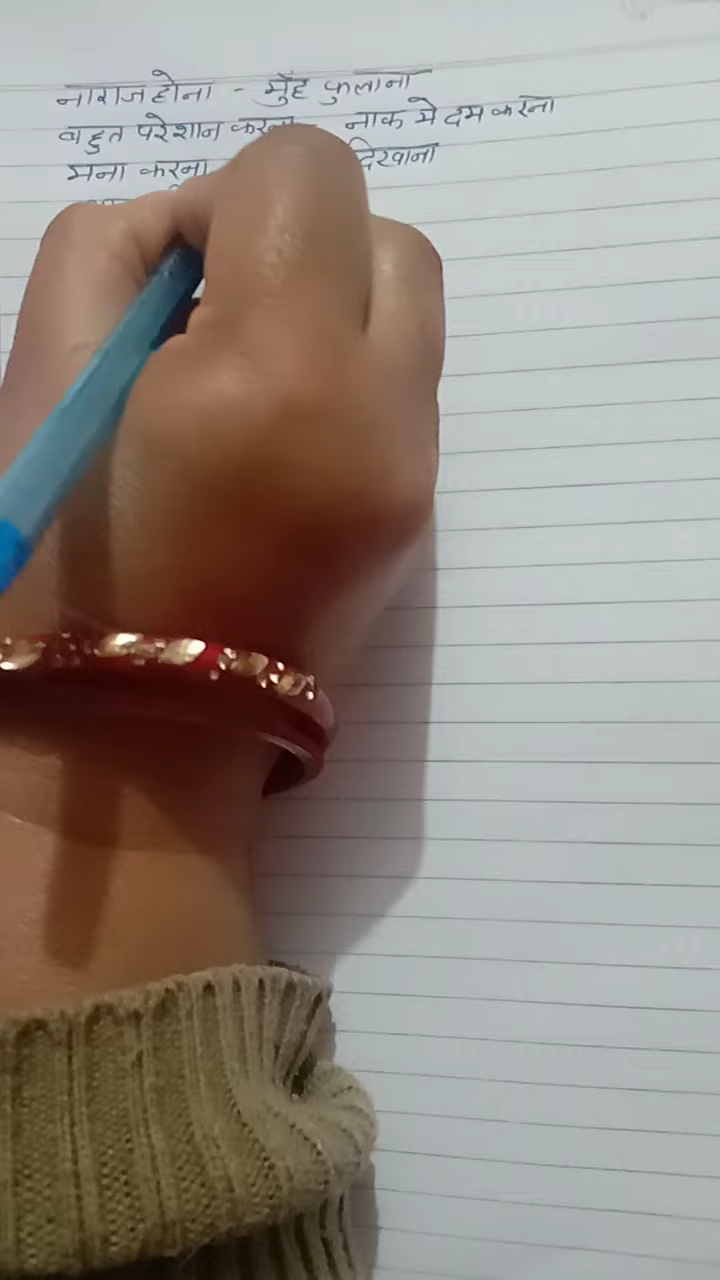 नाराज होना - मुँह फुलाना
बहुत परेशान करना नाक मे दम करना
मना करना दिखाना